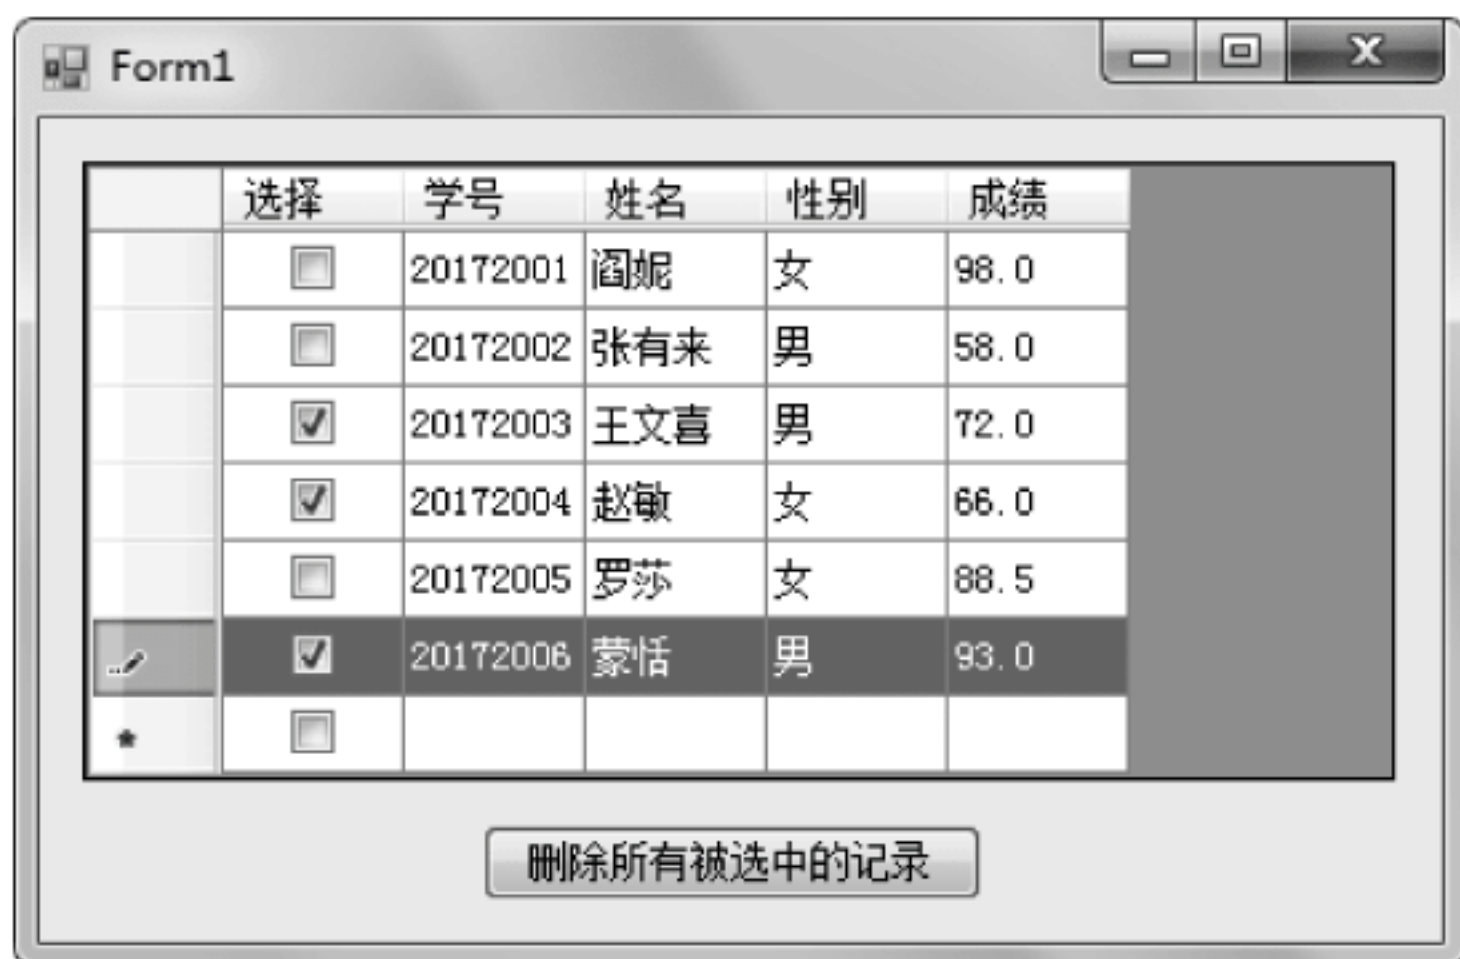 Form1
选择 学号 姓名 性别 成绩
20172001 阎妮 女 98.0
20172002 张有来 男 58.0
20172003 王文喜 男 72.0
20172004 赵敏 女 66.0
20172005 罗莎 女 88.5
20172006 蒙恬 男 93.0
删除所有被选中的记录